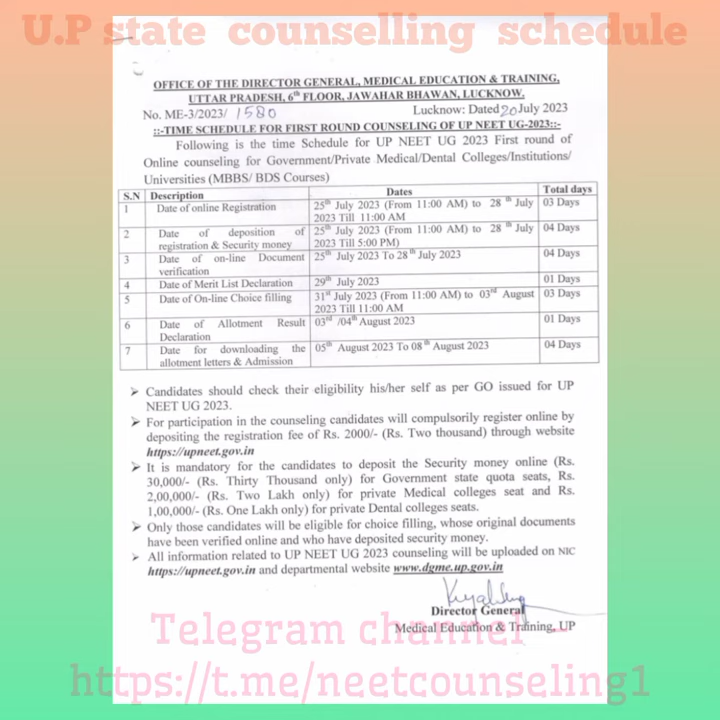 U.P state counselling schedule
OFFICE OF THE DIRECTOR GENERAL, MEDICAL EDUCATION & TRAINING,
UTTAR PRADESH, 6th FLOOR, JAWAHAR BHAWAN, LUCKNOW.
No. ME-3/2023/ 1580 Lucknow: Dated 20 July 2023
::-TIME SCHEDULE FOR FIRST ROUND COUNSELING OF UP NEET UG-2023::-
Following is the time Schedule for UP NEET UG 2023 First round of
Online counseling for Government/Private Medical/Dental Colleges/Institutions/
Universities (MBBS/ BDS Courses)
S.N Description Dates Total days
1 Date of online Registration 25th July 2023 (From 11:00 AM) to 28 th July 03 Days
2023 Till 11:00 AM
2 Date of deposition of 25th July 2023 (From 11:00 AM) to 28 th July 04 Days
registration & Security money 2023 Till 5:00 PM)
3 Date of on-line Document 25th July 2023 To 28th July 2023 04 Days
verification
4 Date of Merit List Declaration 29th July 2023 01 Days
5 Date of On-line Choice filling 31st July 2023 (From 11:00 AM) to 03rd August 03 Days
2023 Till 11:00 AM
6 Date of Allotment Result 03rd /04th August 2023 01 Days
Declaration
7 Date for downloading the 05th August 2023 To 08th August 2023 04 Days
allotment letters & Admission
➢ Candidates should check their eligibility his/her self as per GO issued for UP
NEET UG 2023.
➢ For participation in the counseling candidates will compulsorily register online by
depositing the registration fee of Rs. 2000/- (Rs. Two thousand) through website
https://upneet.gov.in
➢ It is mandatory for the candidates to deposit the Security money online (Rs.
30,000/- (Rs. Thirty Thousand only) for Government state quota seats, Rs.
2,00,000/- (Rs. Two Lakh only) for private Medical colleges seat and Rs.
1,00,000/- (Rs. One Lakh only) for private Dental colleges seats.
➢ Only those candidates will be eligible for choice filling, whose original documents
have been verified online and who have deposited security money.
➢ All information related to UP NEET UG 2023 counseling will be uploaded on NIC
https://upneet.gov.in and departmental website www.dgme.up.gov.in
Director General
Medical Education & Training, UP
Telegram channel
https://t.me/neetcounseling1